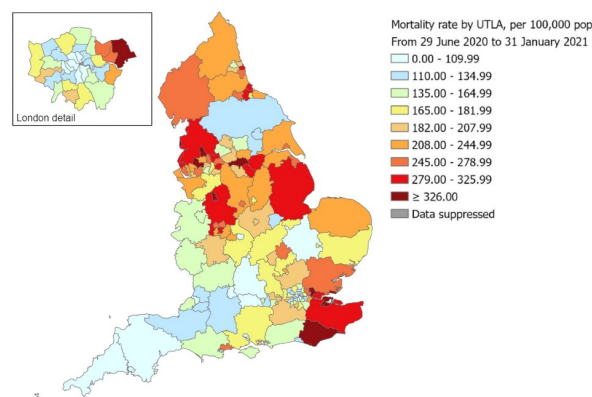 London detail
Mortality rate by UTLA, per 100,000 pop
From 29 June 2020 to 31 January 2021
0.00 - 109.99
110.00 - 134.99
135.00 - 164.99
165.00 - 181.99
182.00 - 207.99
208.00 - 244.99
245.00 - 278.99
279.00 - 325.99
≥ 326.00
Data suppressed